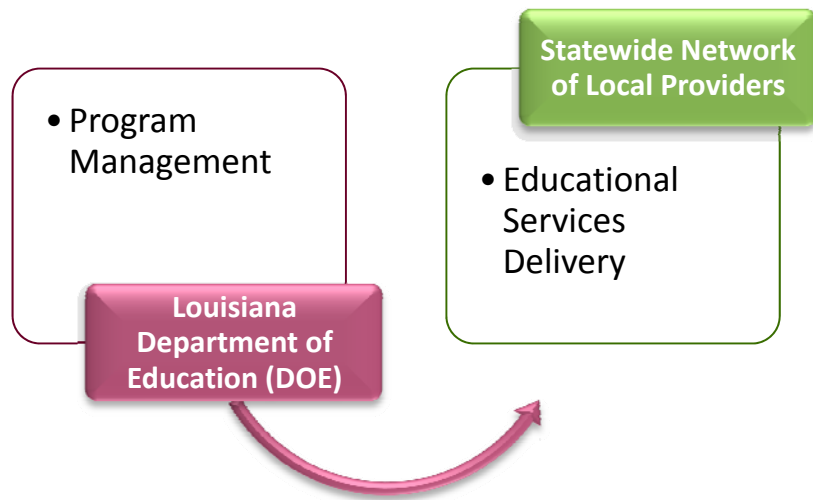 • Program
Management
Louisiana
Department of
Education (DOE)
Statewide Network
of Local Providers
• Educational
Services
Delivery